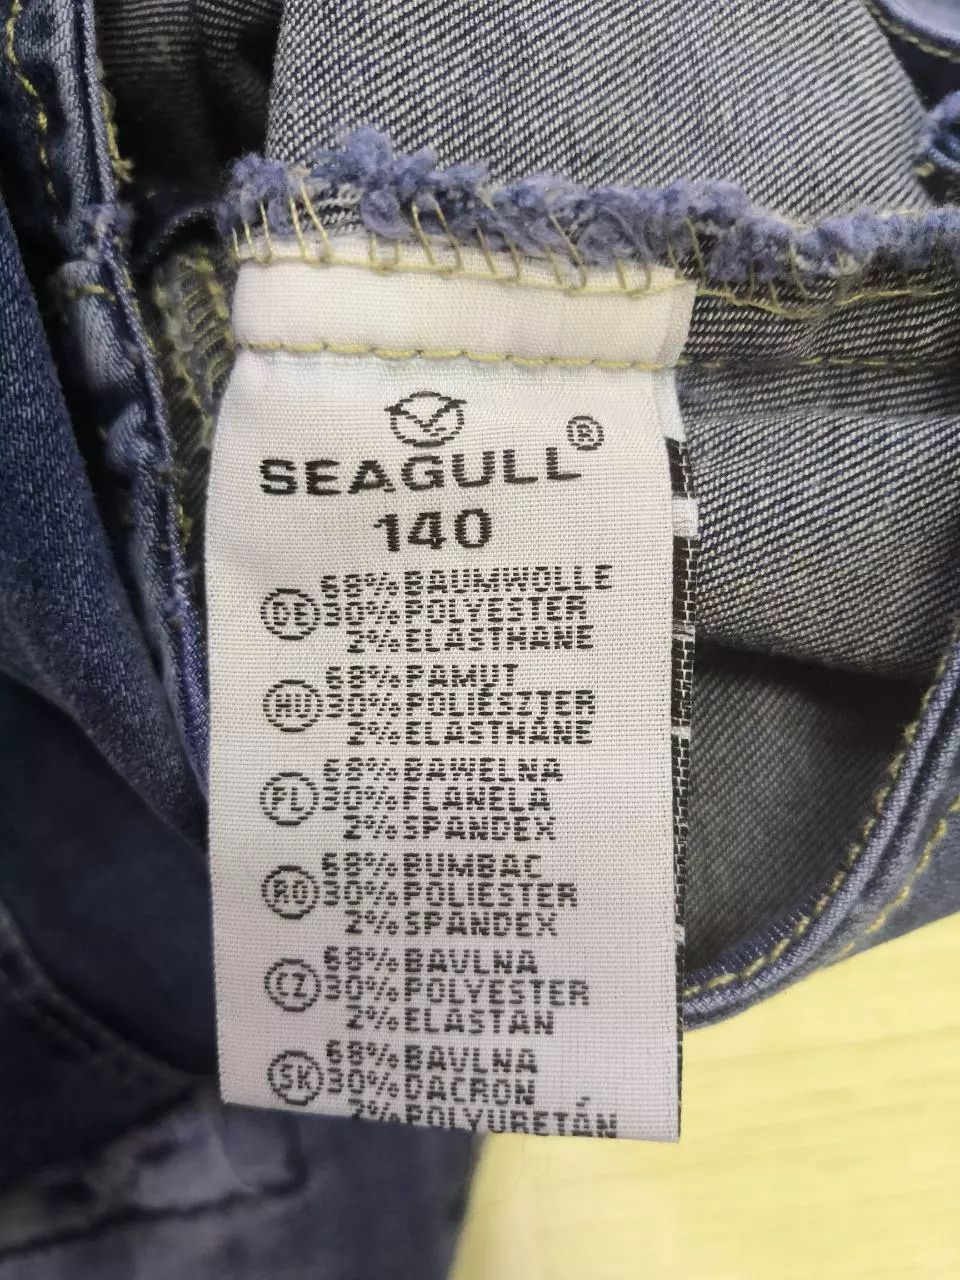 SEAGULL®
140
DE 68% BAUMWOLLE
30% POLYESTER
2% ELASTHANE
HU 68% PAMUT
30% POLIÉSZTER
2% ELASTHANE
PL 68% BAWELNA
30% FLANELA
2% SPANDEX
RO 68% BUMBAC
30% POLIESTER
2% SPANDEX
CZ 68% BAVLNA
30% POLYESTER
2% ELASTAN
SK 68% BAVLNA
30% DACRON
2% POLYURETÁN